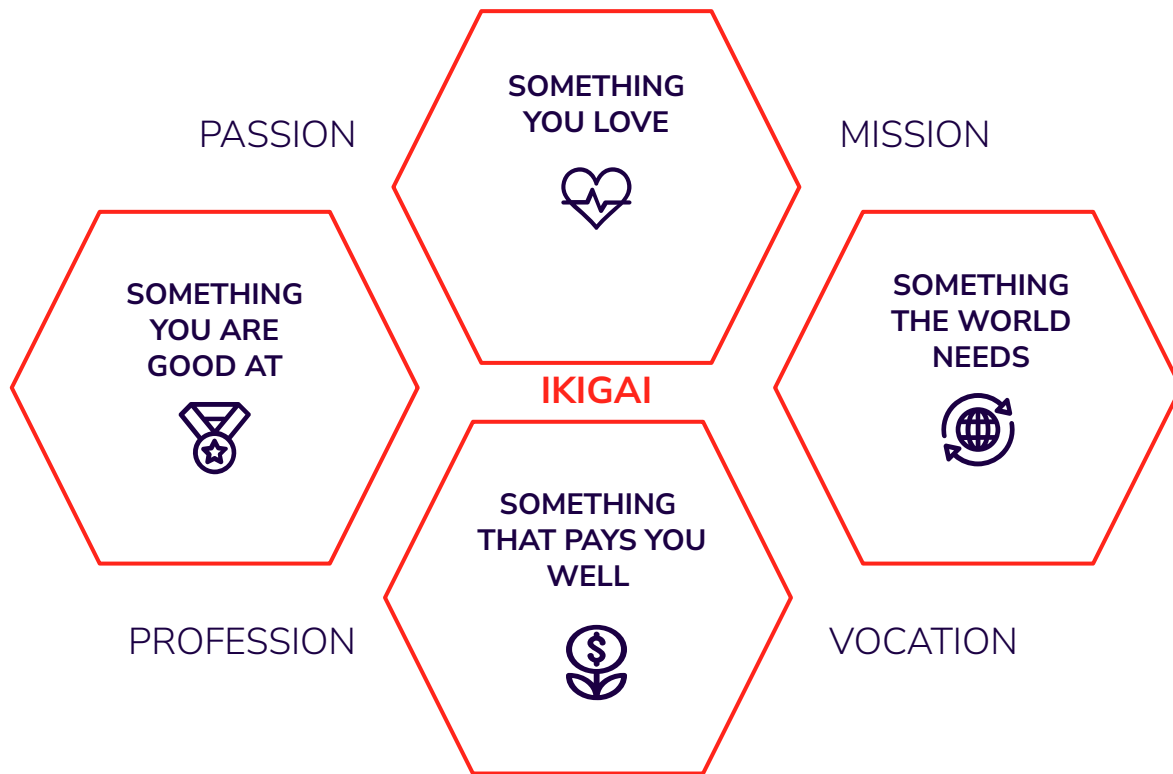 SOMETHING
YOU LOVE
PASSION
MISSION
SOMETHING
YOU ARE
GOOD AT
SOMETHING
THE WORLD
NEEDS
IKIGAI
SOMETHING
THAT PAYS YOU
WELL
$
PROFESSION
VOCATION